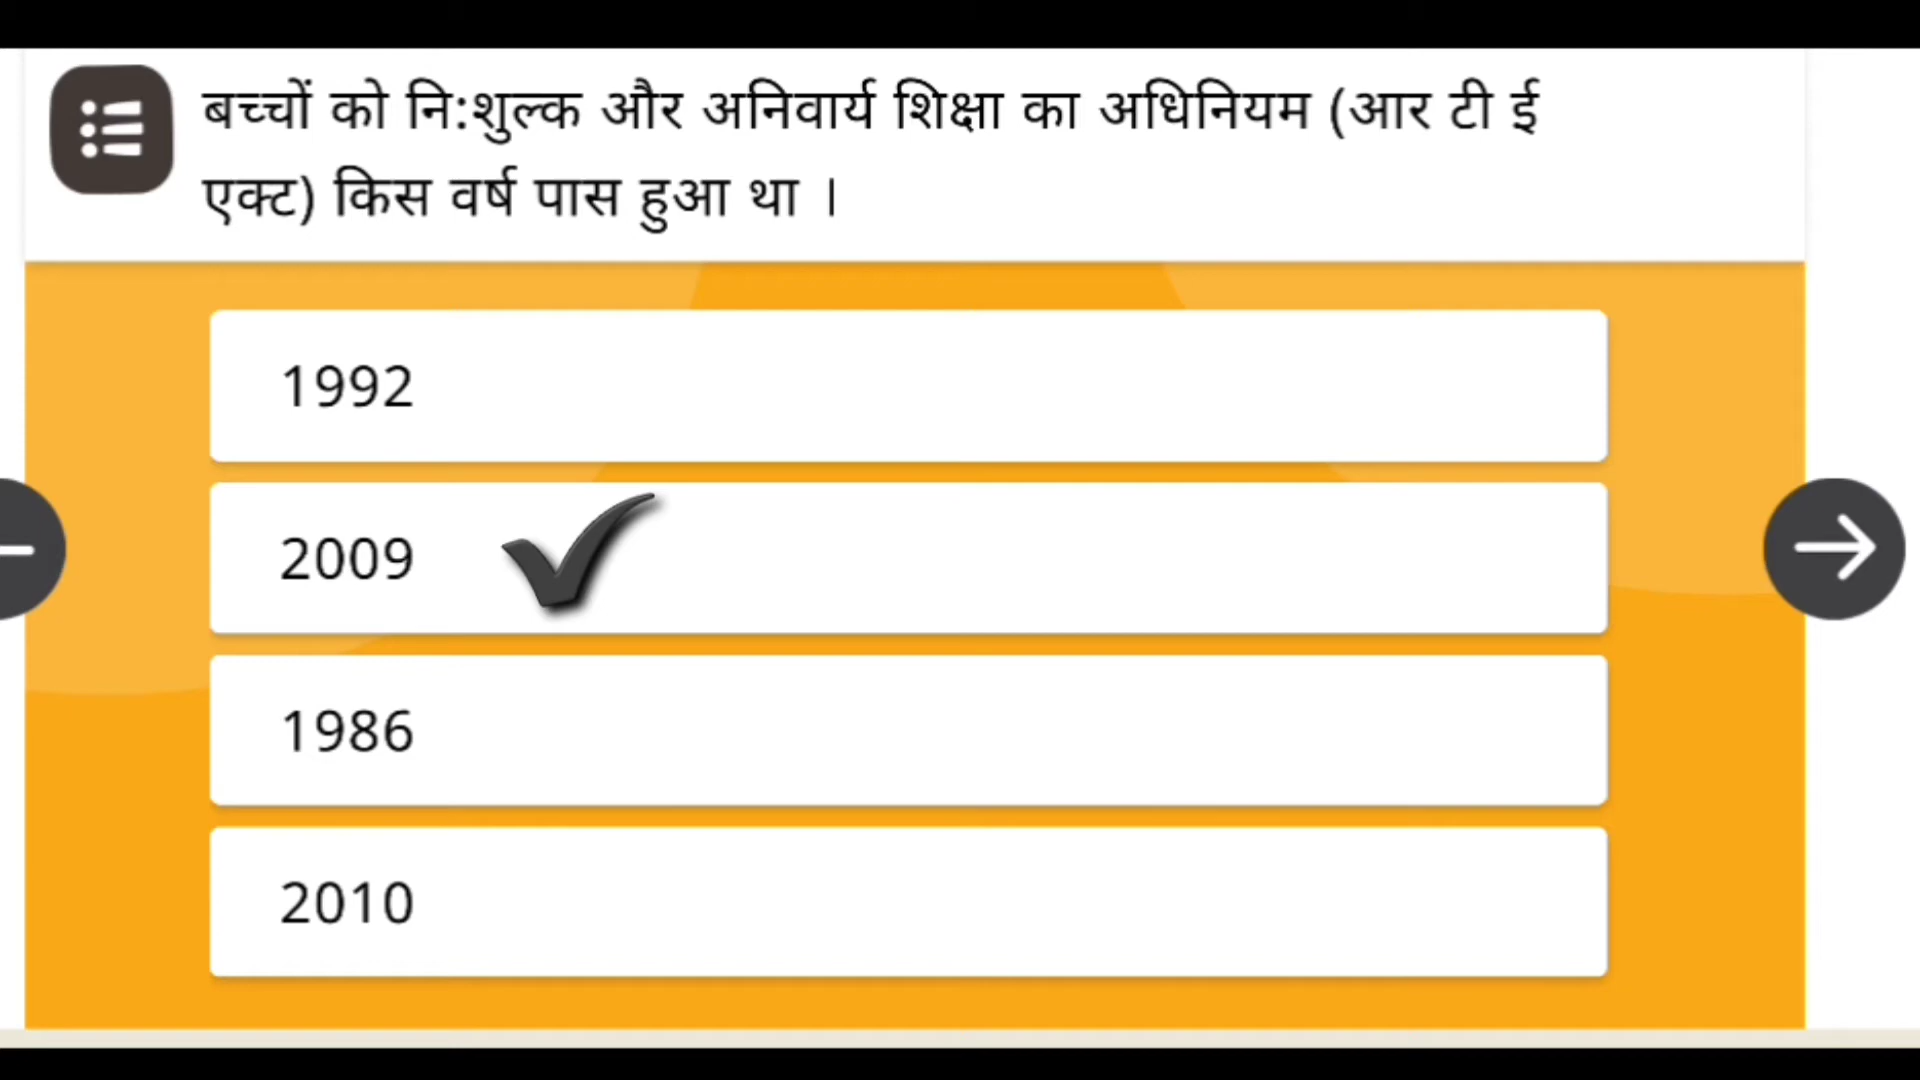 बच्चों को नि:शुल्क और अनिवार्य शिक्षा का अधिनियम (आर टी ई
एक्ट) किस वर्ष पास हुआ था ।
1992
2009
1986
2010